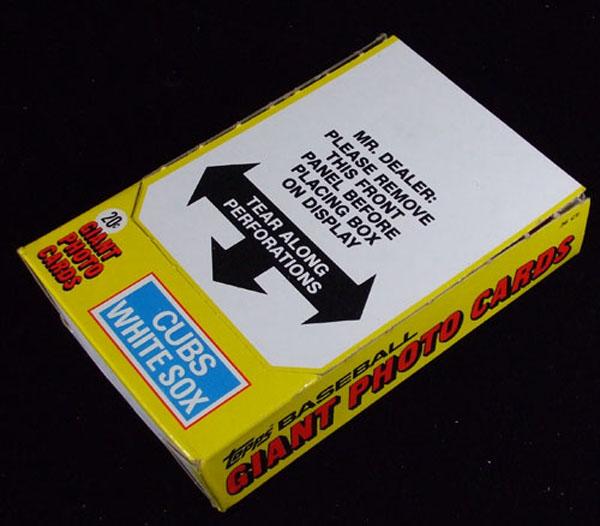 MR. DEALER:
PLEASE REMOVE
THIS FRONT
PANEL BEFORE
PLACING BOX
ON DISPLAY
TEAR ALONG
PERFORATIONS
20¢
GIANT
PHOTO
CARDS
CUBS
WHITE SOX
topps BASEBALL
GIANT PHOTO CARDS